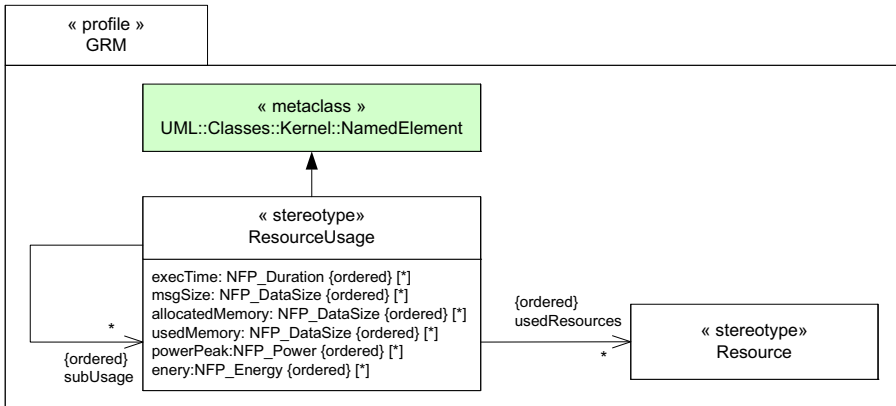 « profile »
GRM
« metaclass »
UML::Classes::Kernel::NamedElement
« stereotype»
ResourceUsage
execTime: NFP_Duration {ordered} [*]
msgSize: NFP_DataSize {ordered} [*]
allocatedMemory: NFP_DataSize {ordered} [*]
usedMemory: NFP_DataSize {ordered} [*]
powerPeak:NFP_Power {ordered} [*]
enery:NFP_Energy {ordered} [*]
*
{ordered}
subUsage
{ordered}
usedResources
*
« stereotype»
Resource